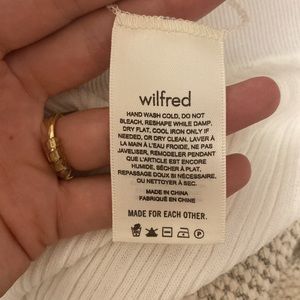 wilfred
HAND WASH COLD, DO NOT
BLEACH, RESHAPE WHILE DAMP,
DRY FLAT, COOL IRON ONLY IF
NEEDED, OR DRY CLEAN. LAVER À
LA MAIN À L'EAU FROIDE, NE PAS
JAVELISER, REMODELER PENDANT
QUE L'ARTICLE EST ENCORE
HUMIDE, SÉCHER À PLAT,
REPASSAGE DOUX SI NÉCESSAIRE,
OU NETTOYER À SEC.
MADE IN CHINA
FABRIQUÉ EN CHINE
MADE FOR EACH OTHER.
P